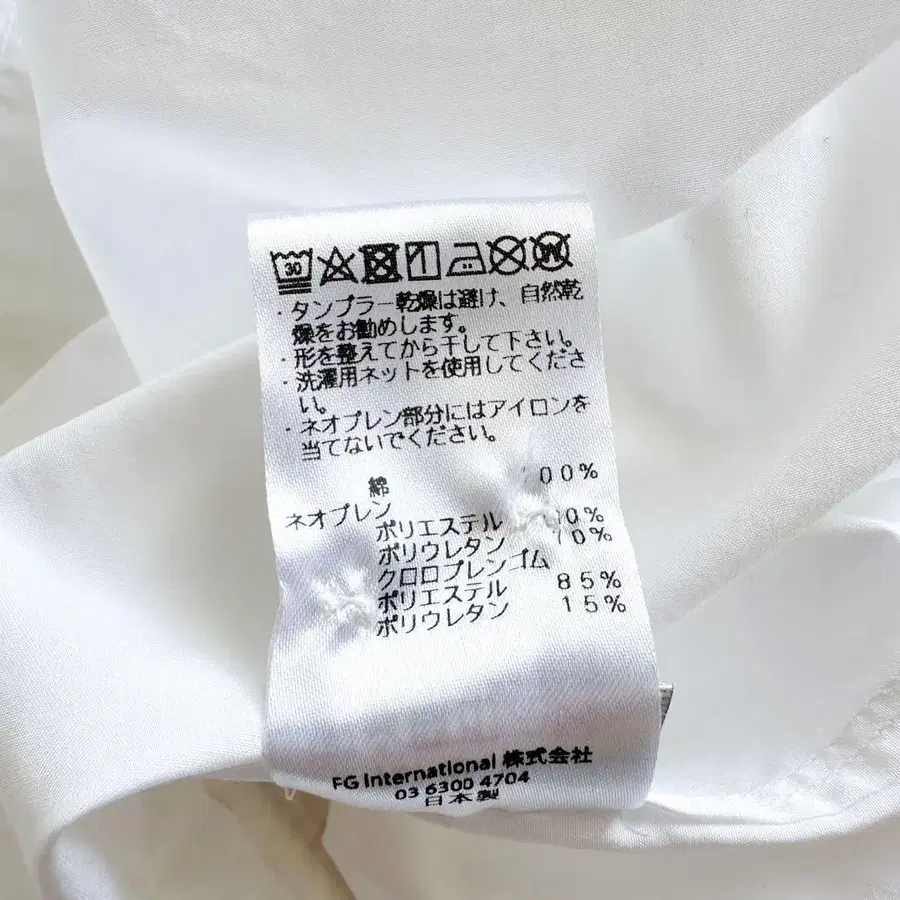 30
W
・タンブラー乾燥は避け、自然乾
燥をお勧めします。
・形を整えてから干して下さい。
・洗濯用ネットを使用してくださ
い。
・ネオプレン部分にはアイロンを
当てないでください。
綿 00%
ネオプレン
ポリエステル 0%
ポリウレタン 0%
クロロプレンゴム
ポリエステル 85%
ポリウレタン 15%
FG International 株式会社
03 6300 4704
日本製